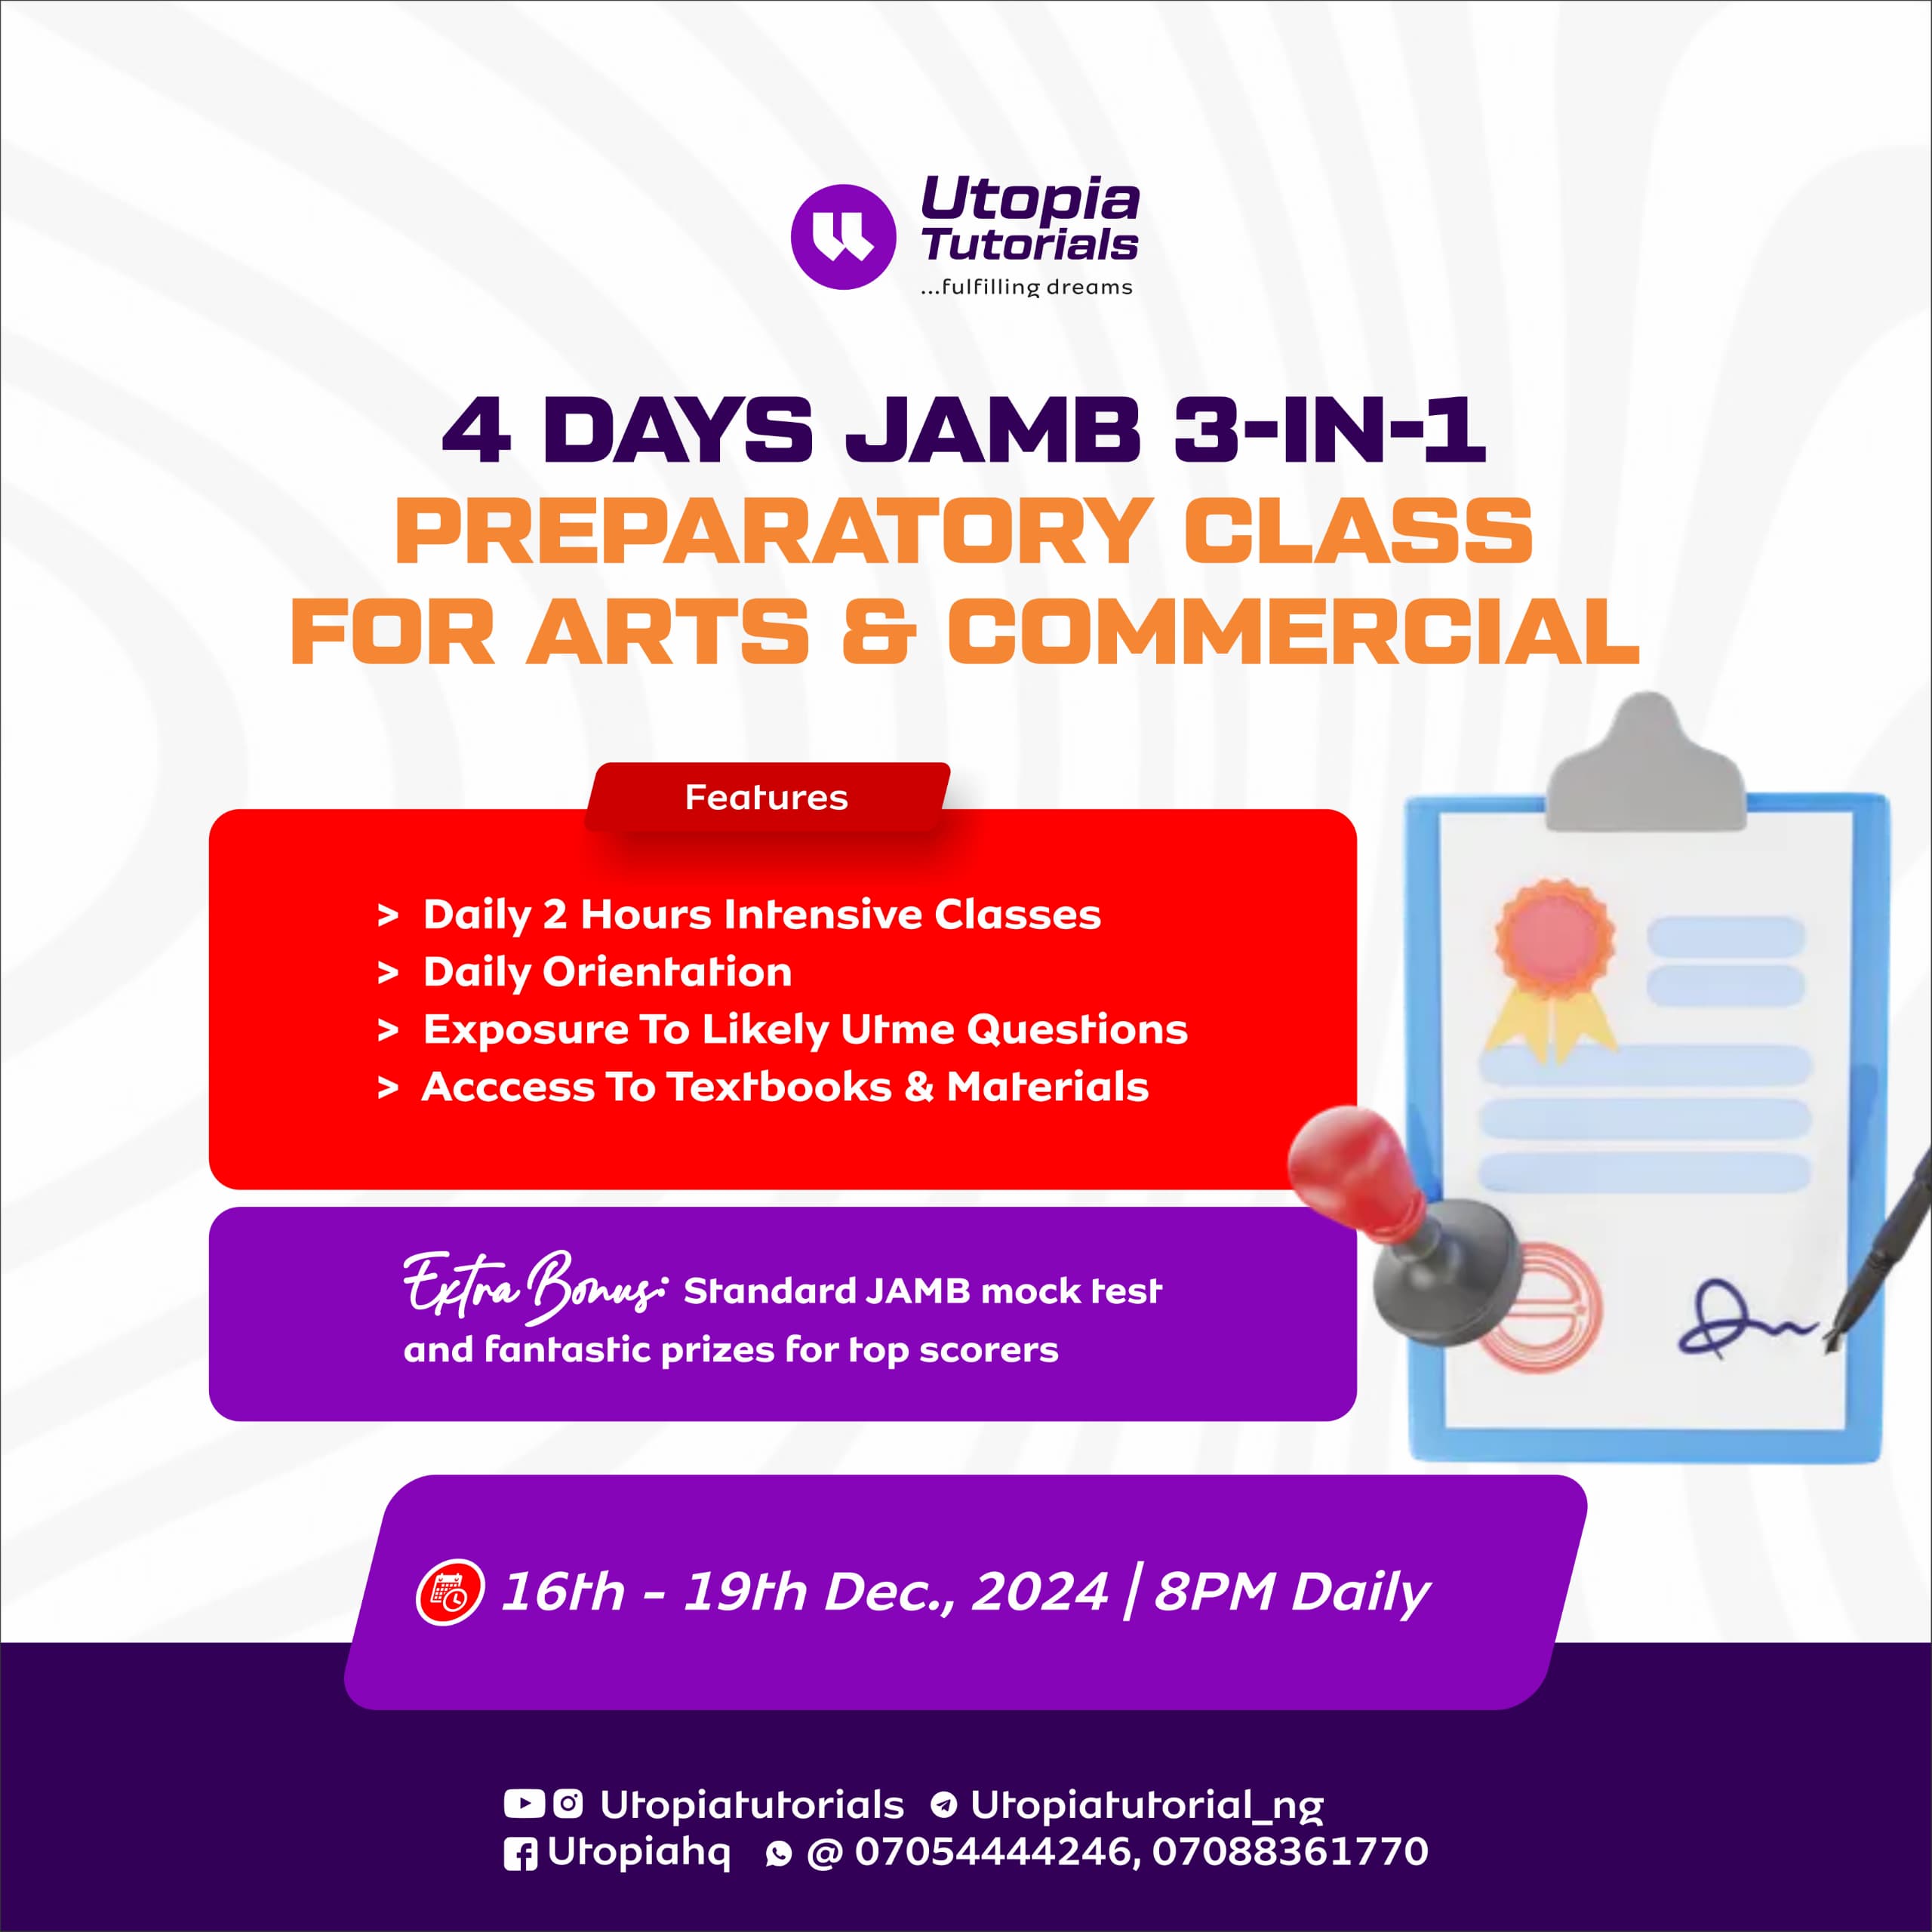 Utopia
Tutorials
...fulfilling dreams
4 DAYS JAMB 3-IN-1
PREPARATORY CLASS
FOR ARTS & COMMERCIAL
Features
> Daily 2 Hours Intensive Classes
> Daily Orientation
> Exposure To Likely Utme Questions
> Acccess To Textbooks & Materials
Extra Bonus: Standard JAMB mock test
and fantastic prizes for top scorers
16th - 19th Dec., 2024 | 8PM Daily
Utopiatutorials Utopiatutorial_ng
Utopiahq @ 07054444246, 07088361770